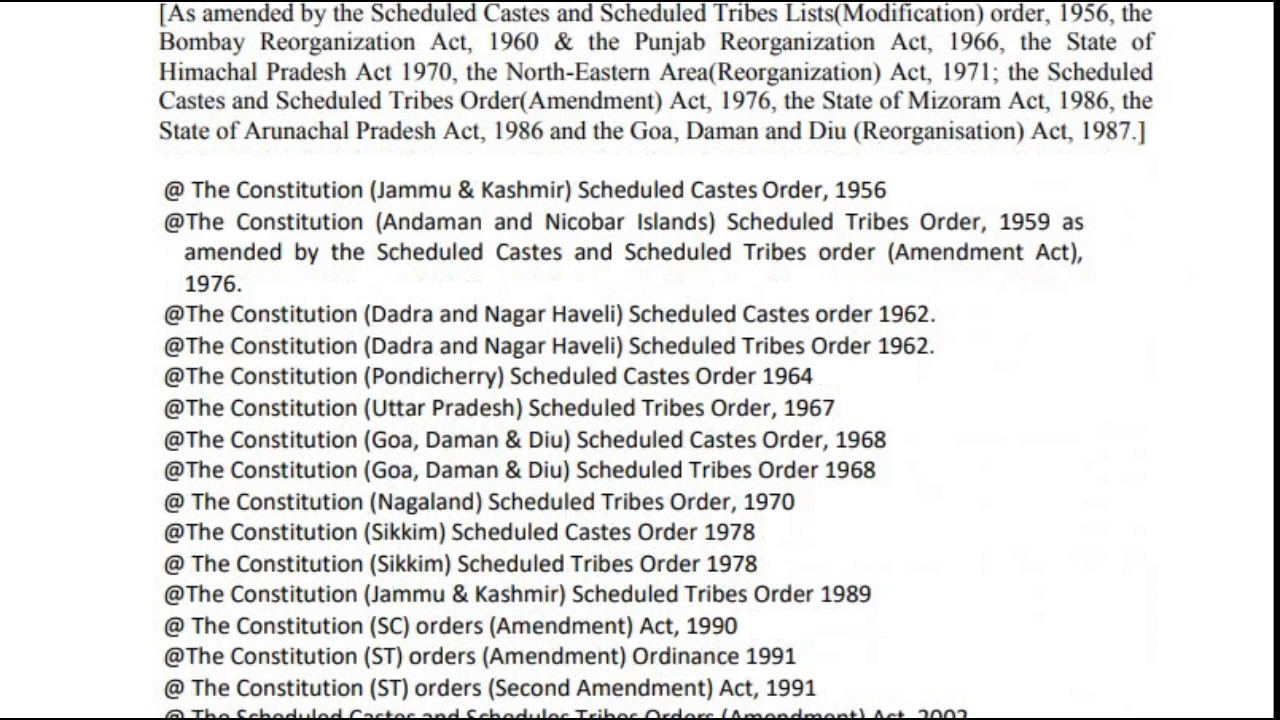 [As amended by the Scheduled Castes and Scheduled Tribes Lists(Modification) order, 1956, the
Bombay Reorganization Act, 1960 & the Punjab Reorganization Act, 1966, the State of
Himachal Pradesh Act 1970, the North-Eastern Area(Reorganization) Act, 1971; the Scheduled
Castes and Scheduled Tribes Order(Amendment) Act, 1976, the State of Mizoram Act, 1986, the
State of Arunachal Pradesh Act, 1986 and the Goa, Daman and Diu (Reorganisation) Act, 1987.]
@ The Constitution (Jammu & Kashmir) Scheduled Castes Order, 1956
@The Constitution (Andaman and Nicobar Islands) Scheduled Tribes Order, 1959 as
amended by the Scheduled Castes and Scheduled Tribes order (Amendment Act),
1976.
@The Constitution (Dadra and Nagar Haveli) Scheduled Castes order 1962.
@The Constitution (Dadra and Nagar Haveli) Scheduled Tribes Order 1962.
@The Constitution (Pondicherry) Scheduled Castes Order 1964
@The Constitution (Uttar Pradesh) Scheduled Tribes Order, 1967
@The Constitution (Goa, Daman & Diu) Scheduled Castes Order, 1968
@The Constitution (Goa, Daman & Diu) Scheduled Tribes Order 1968
@ The Constitution (Nagaland) Scheduled Tribes Order, 1970
@The Constitution (Sikkim) Scheduled Castes Order 1978
@ The Constitution (Sikkim) Scheduled Tribes Order 1978
@The Constitution (Jammu & Kashmir) Scheduled Tribes Order 1989
@ The Constitution (SC) orders (Amendment) Act, 1990
@The Constitution (ST) orders (Amendment) Ordinance 1991
@ The Constitution (ST) orders (Second Amendment) Act, 1991
@ The Scheduled Castes and Schedules Tribes Orders (Amendment) Act, 2002